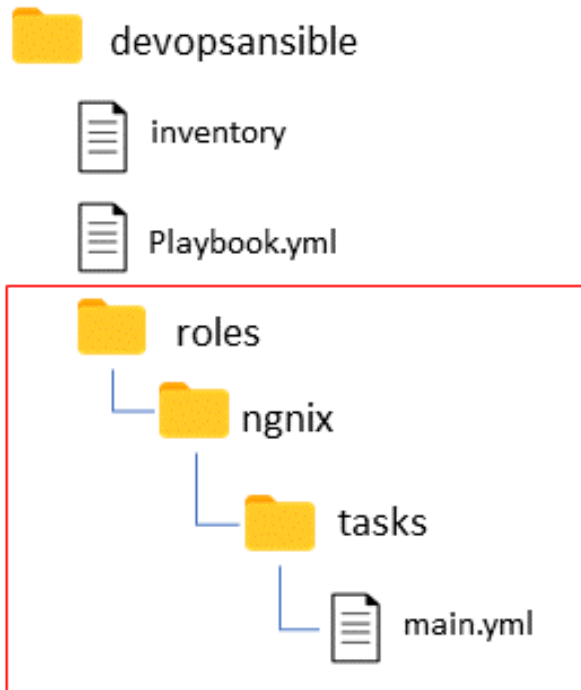 devopsansible
inventory
Playbook.yml
roles
ngnix
tasks
main.yml